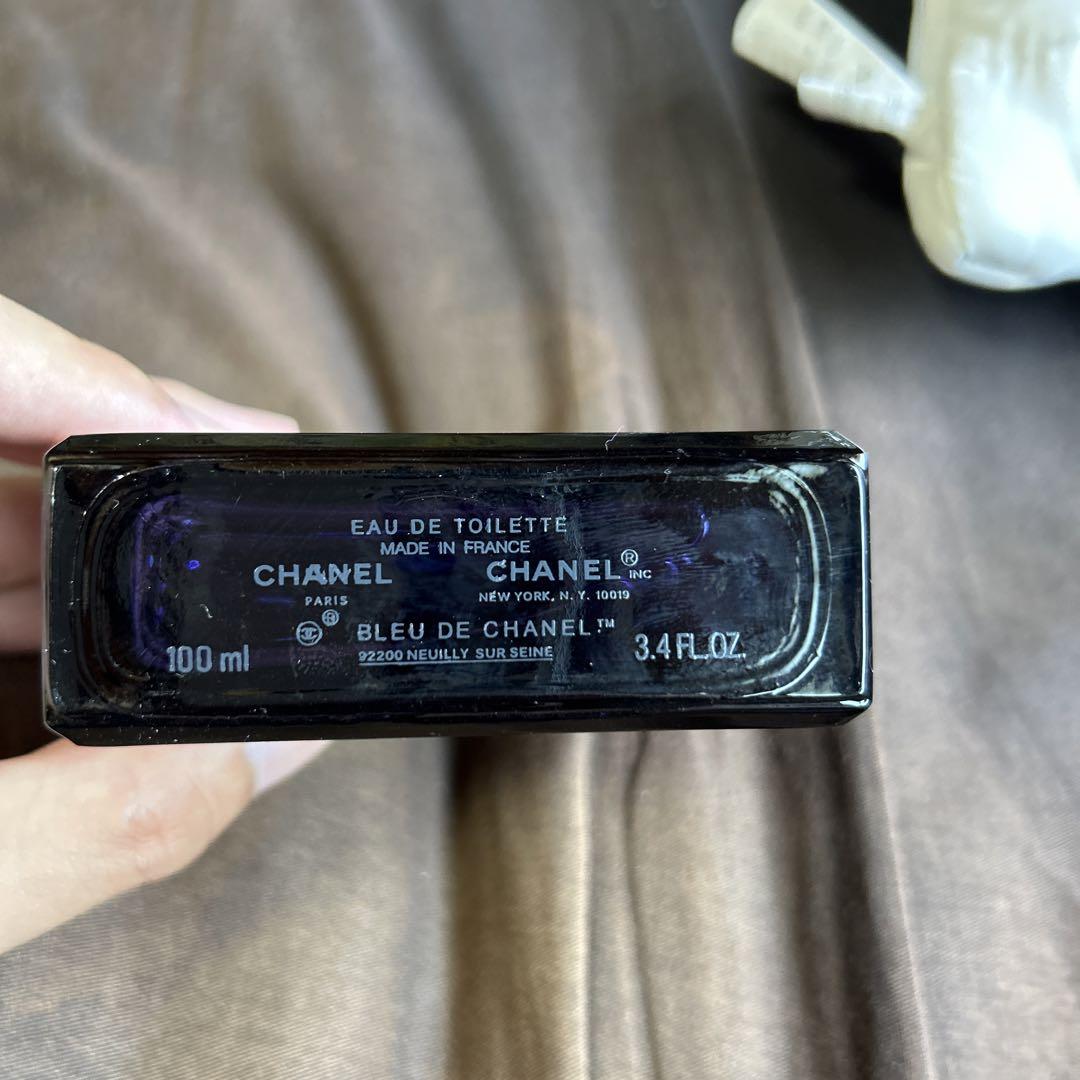 EAU DE TOILETTE
MADE IN FRANCE
CHANEL CHANEL® INC
PARIS NEW YORK, N.Y. 10019
® BLEU DE CHANEL™
100 ml 92200 NEUILLY SUR SEINE 3.4 FL.OZ.